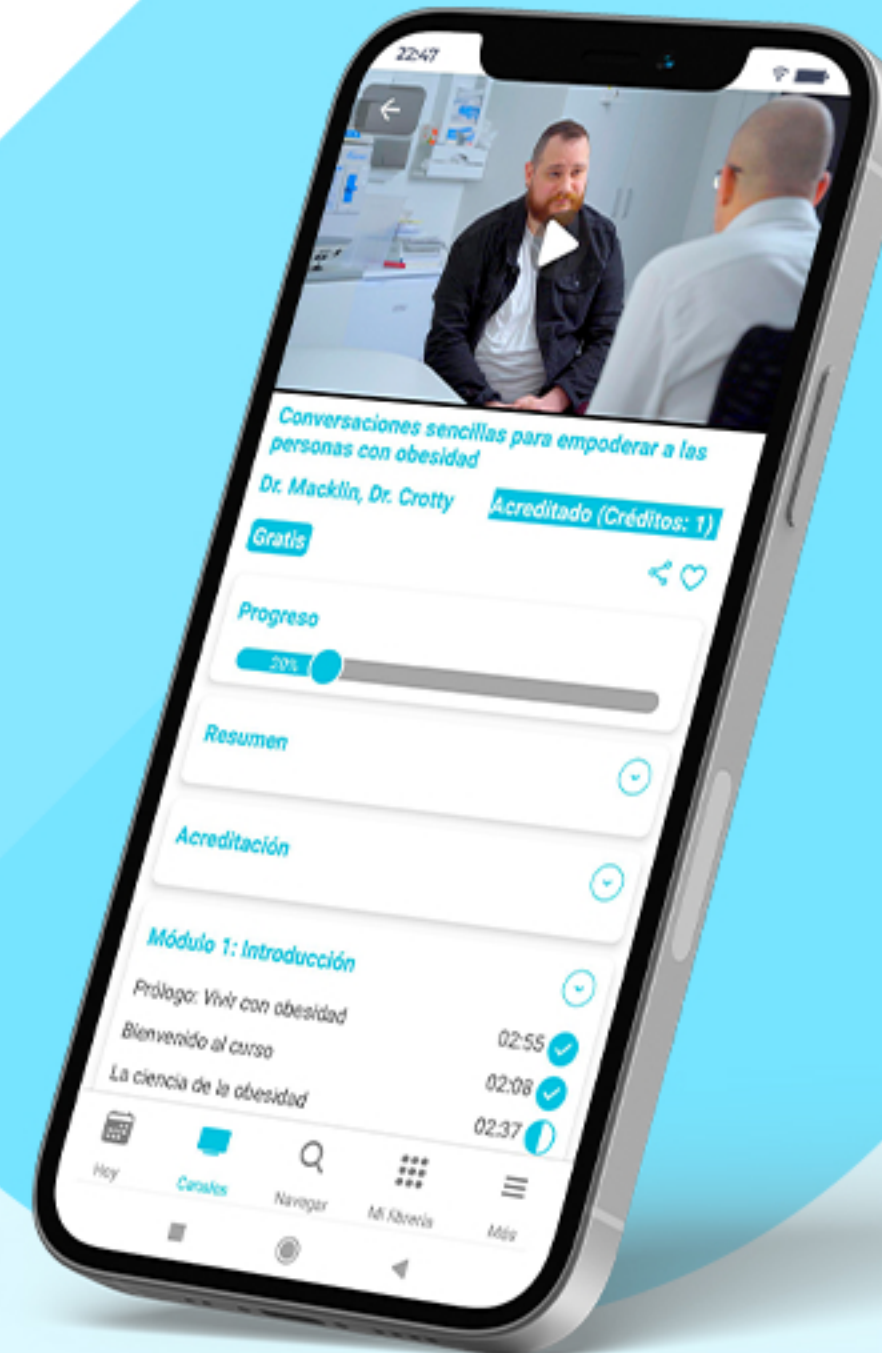 22:47
Conversaciones sencillas para empoderar a las
personas con obesidad
Dr. Macklin, Dr. Crotty
Acreditado (Créditos: 1)
Gratis
Progreso
20%
Resumen
Acreditación
Módulo 1: Introducción
Prólogo: Vivir con obesidad
02:55
Bienvenido al curso
02:08
La ciencia de la obesidad
02:37
Hoy
Canales
Navegar
Mi librería
Más